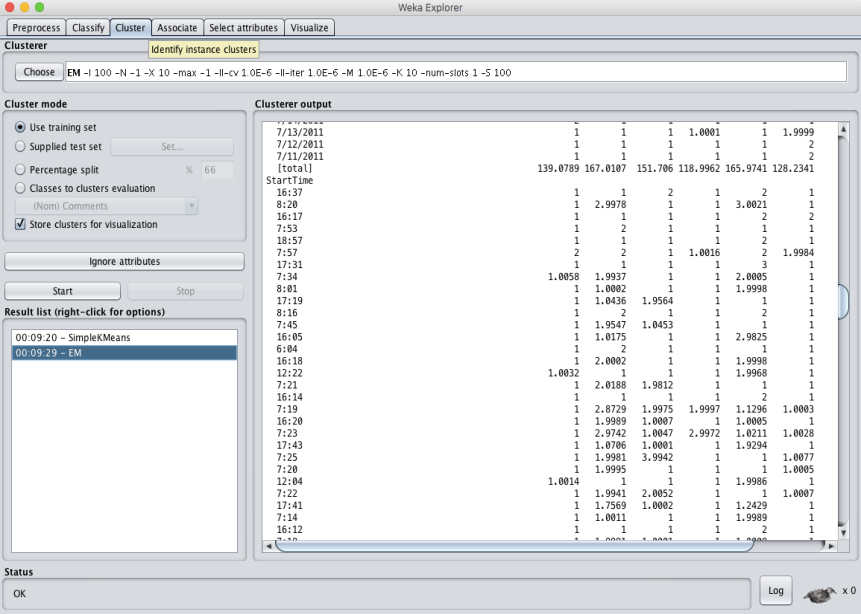 Weka Explorer
Preprocess Classify Cluster Associate Select attributes Visualize
Identify instance clusters
Clusterer
Choose EM -I 100 -N -1 -X 10 -max -1 -ll-cv 1.0E-6 -ll-iter 1.0E-6 -M 1.0E-6 -K 10 -num-slots 1 -S 100
Cluster mode
Use training set
Supplied test set Set...
Percentage split % 66
Classes to clusters evaluation
(Nom) Comments
Store clusters for visualization
Ignore attributes
Start Stop
Result list (right-click for options)
00:09:20 - SimpleKMeans
00:09:29 - EM
Clusterer output
7/13/2011 1 1 1 1.0001 1 1.9999
7/12/2011 1 1 1 1 1 2
7/11/2011 1 1 1 1 1 2
[total] 139.0789 167.0107 151.706 118.9962 165.9741 128.2341
StartTime
16:37 1 1 2 1 2 1
8:20 1 2.9978 1 1 3.0021 1
16:17 1 1 1 1 2 2
7:53 1 2 1 1 1 1
18:57 1 1 1 1 2 1
7:57 2 2 1 1.0016 2 1.9984
17:31 1 1 1 1 3 1
7:34 1.0058 1.9937 1 1 2.0005 1
8:01 1 1.0002 1 1 1.9998 1
17:19 1 1.0436 1.9564 1 1 1
8:16 1 2 1 1 2 1
7:45 1 1.9547 1.0453 1 1 1
16:05 1 1.0175 1 1 2.9825 1
6:04 1 2 1 1 1 1
16:18 1 2.0002 1 1 1.9998 1
12:22 1.0032 1 1 1 1.9968 1
7:21 1 2.0188 1.9812 1 1 1
16:14 1 1 1 1 2 1
7:19 1 2.8729 1.9975 1.9997 1.1296 1.0003
16:20 1 1.9989 1.0007 1 1.0005 1
7:23 1 2.9742 1.0047 2.9972 1.0211 1.0028
17:43 1 1.0706 1.0001 1 1.9294 1
7:25 1 1.9981 3.9942 1 1 1.0077
7:20 1 1.9995 1 1 1 1.0005
12:04 1.0014 1 1 1 1.9986 1
7:22 1 1.9941 2.0052 1 1 1.0007
17:41 1 1.7569 1.0002 1 1.2429 1
7:14 1 1.0011 1 1 1.9989 1
16:12 1 1 1 1 2 1
Status
OK
Log
x 0